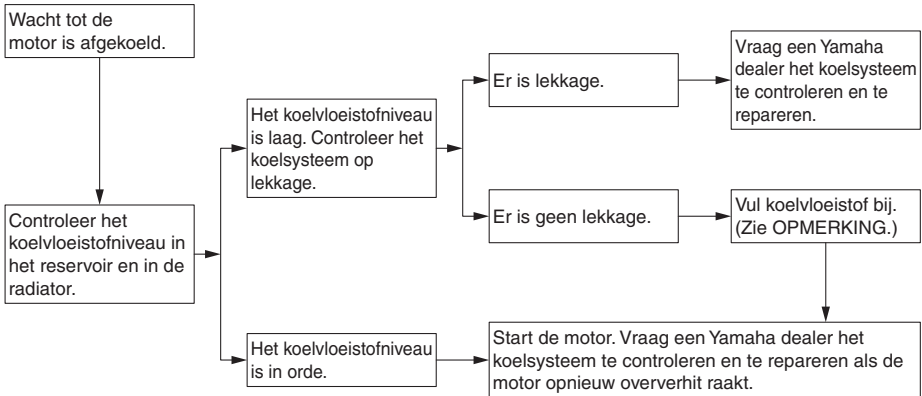 Wacht tot de
motor is afgekoeld.
Controleer het
koelvloeistofniveau in
het reservoir en in de
radiator.
Het koelvloeistofniveau
is laag. Controleer het
koelsysteem op
lekkage.
Er is lekkage.
Vraag een Yamaha
dealer het koelsysteem
te controleren en te
repareren.
Er is geen lekkage.
Vul koelvloeistof bij.
(Zie OPMERKING.)
Het koelvloeistofniveau
is in orde.
Start de motor. Vraag een Yamaha dealer het
koelsysteem te controleren en te repareren als de
motor opnieuw oververhit raakt.